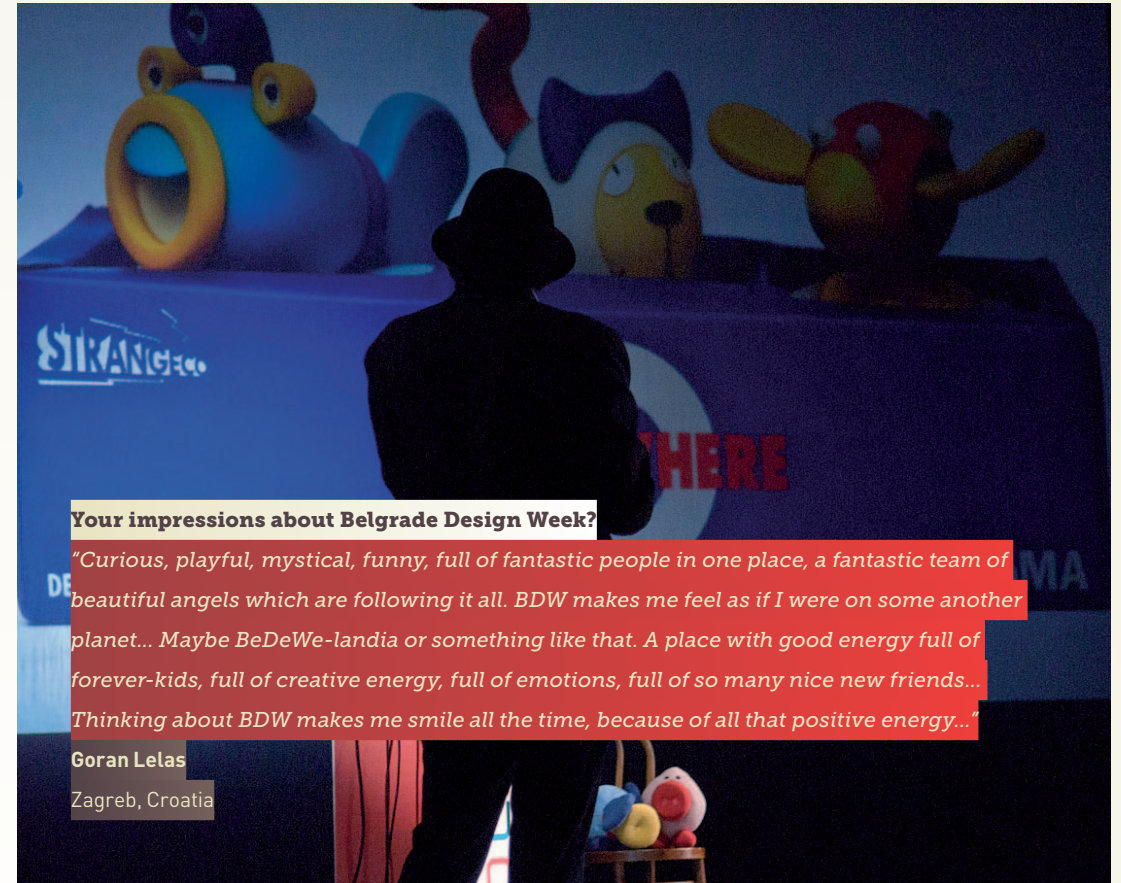 STRANGECO
HERE
Your impressions about Belgrade Design Week?
“Curious, playful, mystical, funny, full of fantastic people in one place, a fantastic team of
beautiful angels which are following it all. BDW makes me feel as if I were on some another
planet... Maybe BeDeWe-landia or something like that. A place with good energy full of
forever-kids, full of creative energy, full of emotions, full of so many nice new friends...
Thinking about BDW makes me smile all the time, because of all that positive energy...”
Goran Lelas
Zagreb, Croatia